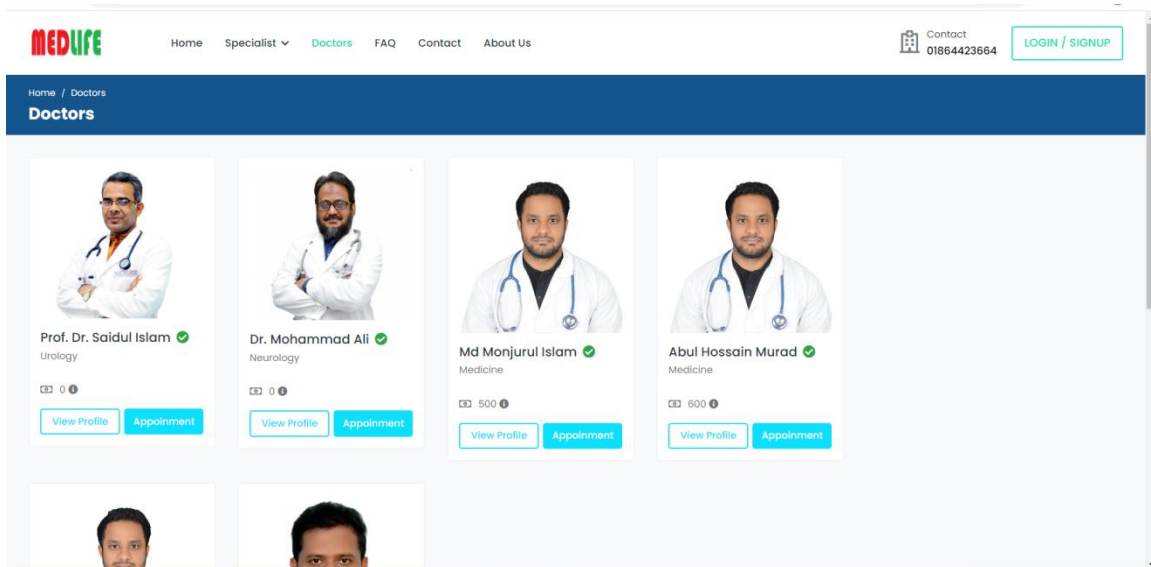 MEDLIFE
Home Specialist Doctors FAQ Contact About Us
Contact
01864423664
LOGIN / SIGNUP
Home / Doctors
Doctors
Prof. Dr. Saidul Islam
Urology
0
View Profile Appoinment
Dr. Mohammad Ali
Neurology
0
View Profile Appoinment
Md Monjurul Islam
Medicine
500
View Profile Appoinment
Abul Hossain Murad
Medicine
600
View Profile Appoinment